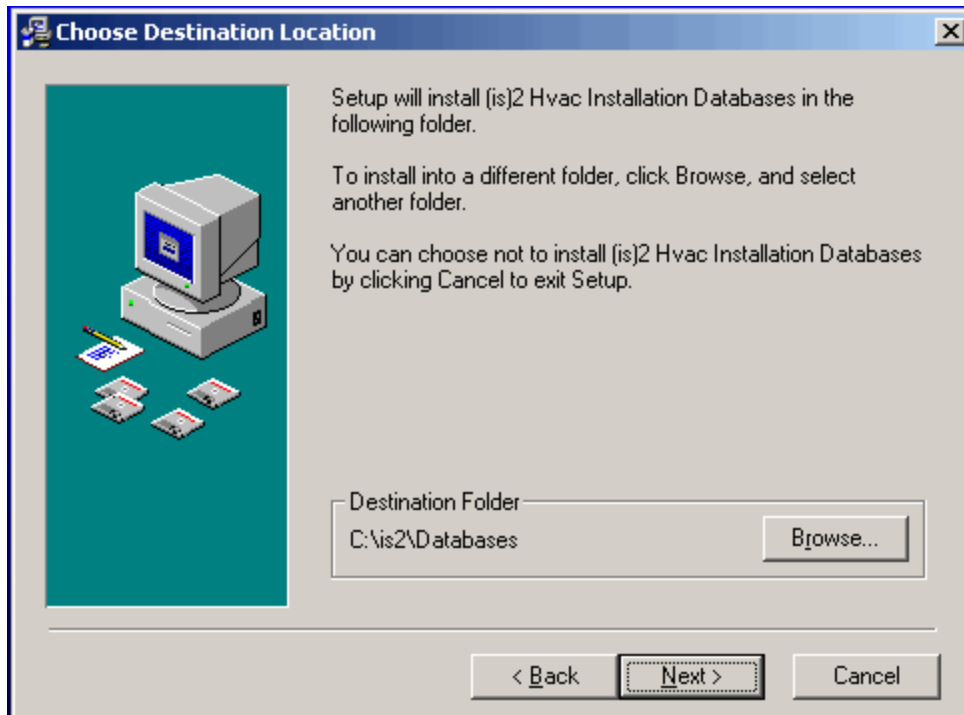 Choose Destination Location
Setup will install (is)2 Hvac Installation Databases in the
following folder.
To install into a different folder, click Browse, and select
another folder.
You can choose not to install (is)2 Hvac Installation Databases
by clicking Cancel to exit Setup.
Destination Folder
C:\is2\Databases
Browse...
< Back
Next >
Cancel